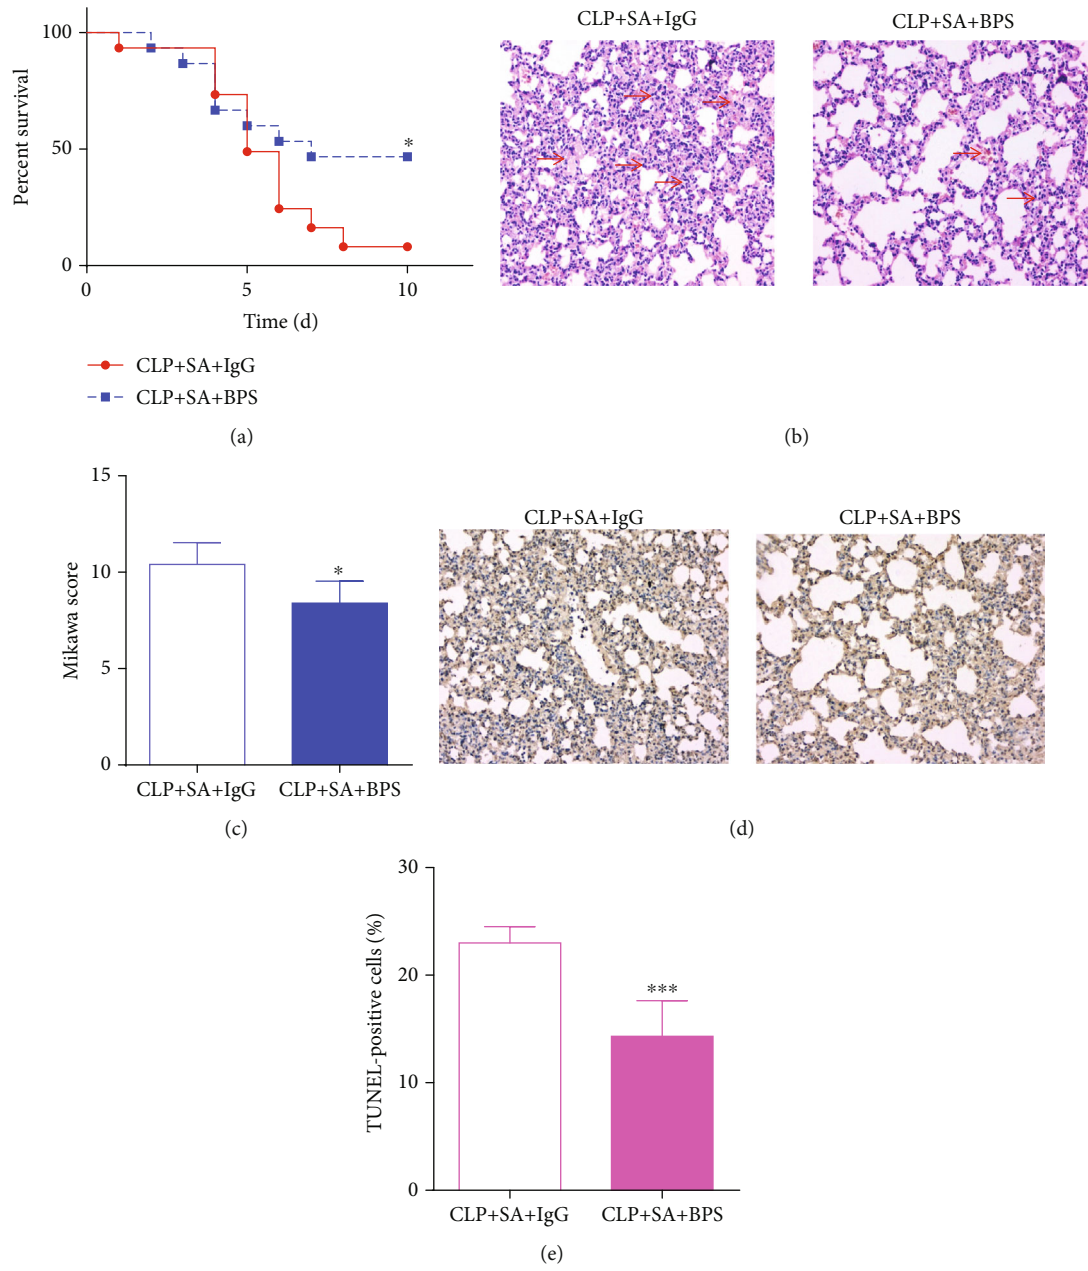 100
50
0
Percent survival
0
5
10
Time (d)
CLP+SA+IgG
CLP+SA+BPS
*
(a)
CLP+SA+IgG
CLP+SA+BPS
(b)
15
10
5
0
Mikawa score
*
CLP+SA+IgG
CLP+SA+BPS
(c)
CLP+SA+IgG
CLP+SA+BPS
(d)
30
20
10
0
TUNEL-positive cells (%)
***
CLP+SA+IgG
CLP+SA+BPS
(e)